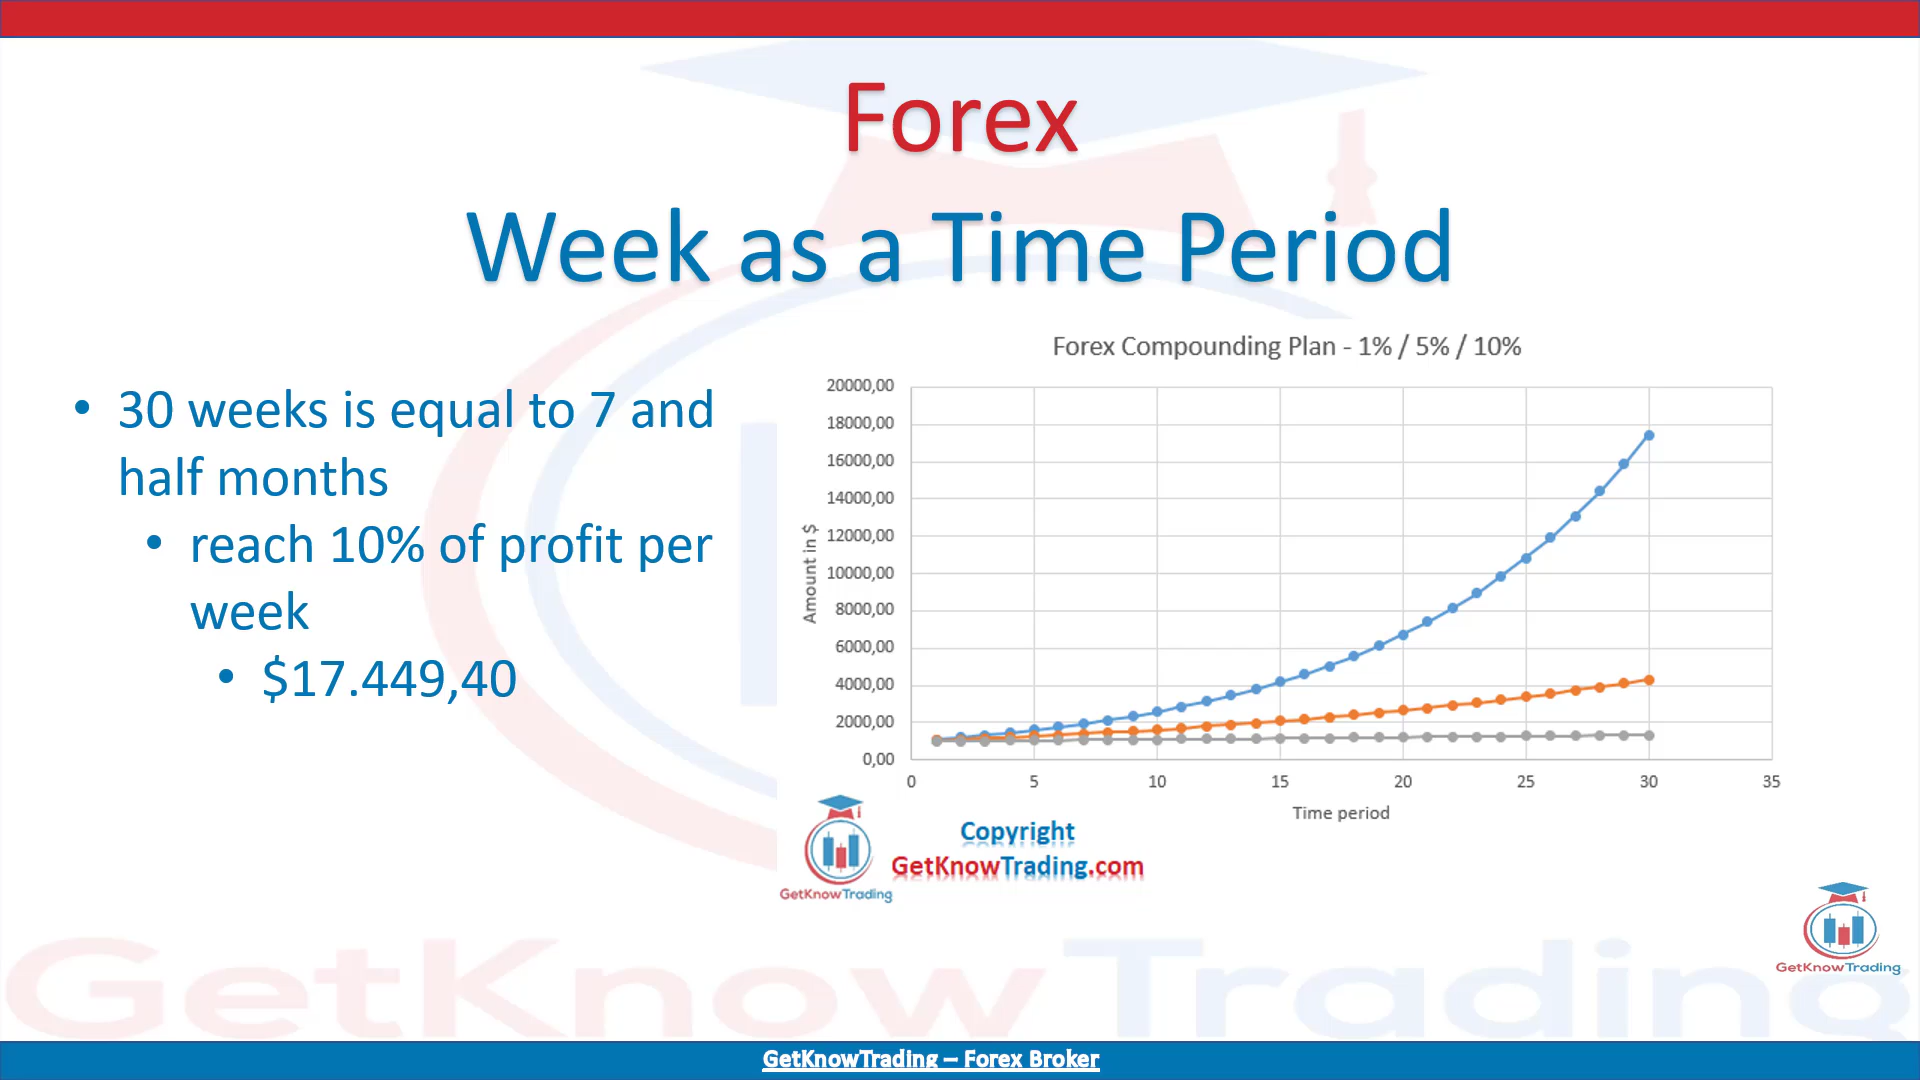 Forex
Week as a Time Period
• 30 weeks is equal to 7 and
half months
• reach 10% of profit per
week
• $17.449,40
Forex Compounding Plan - 1% / 5% / 10%
20000,00
18000,00
16000,00
14000,00
12000,00
10000,00
8000,00
6000,00
4000,00
2000,00
0,00
Amount in $
0 5 10 15 20 25 30 35
Time period
Copyright
GetKnowTrading.com
GetKnowTrading
GetKnowTrading
GetKnow Trading
GetKnowTrading – Forex Broker